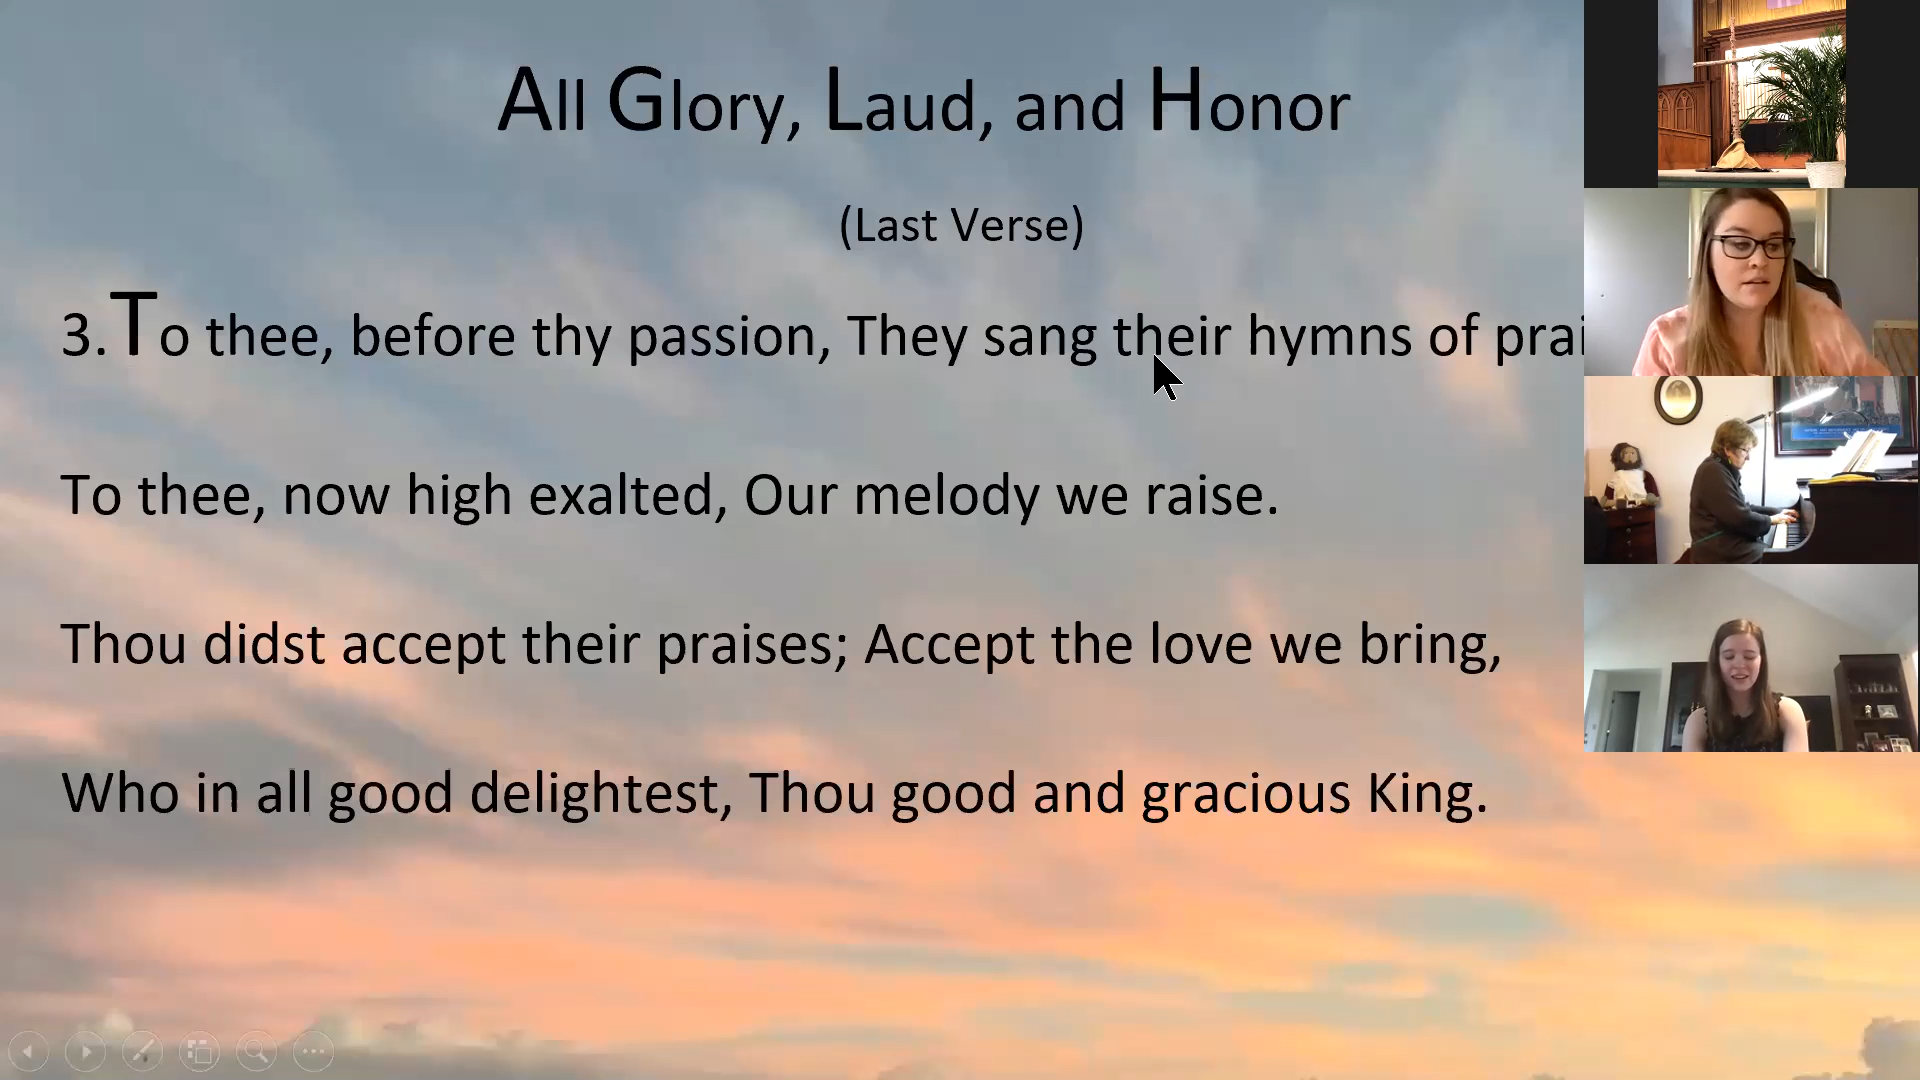 All Glory, Laud, and Honor
(Last Verse)
3.To thee, before thy passion, They sang their hymns of prai
To thee, now high exalted, Our melody we raise.
Thou didst accept their praises; Accept the love we bring,
Who in all good delightest, Thou good and gracious King.